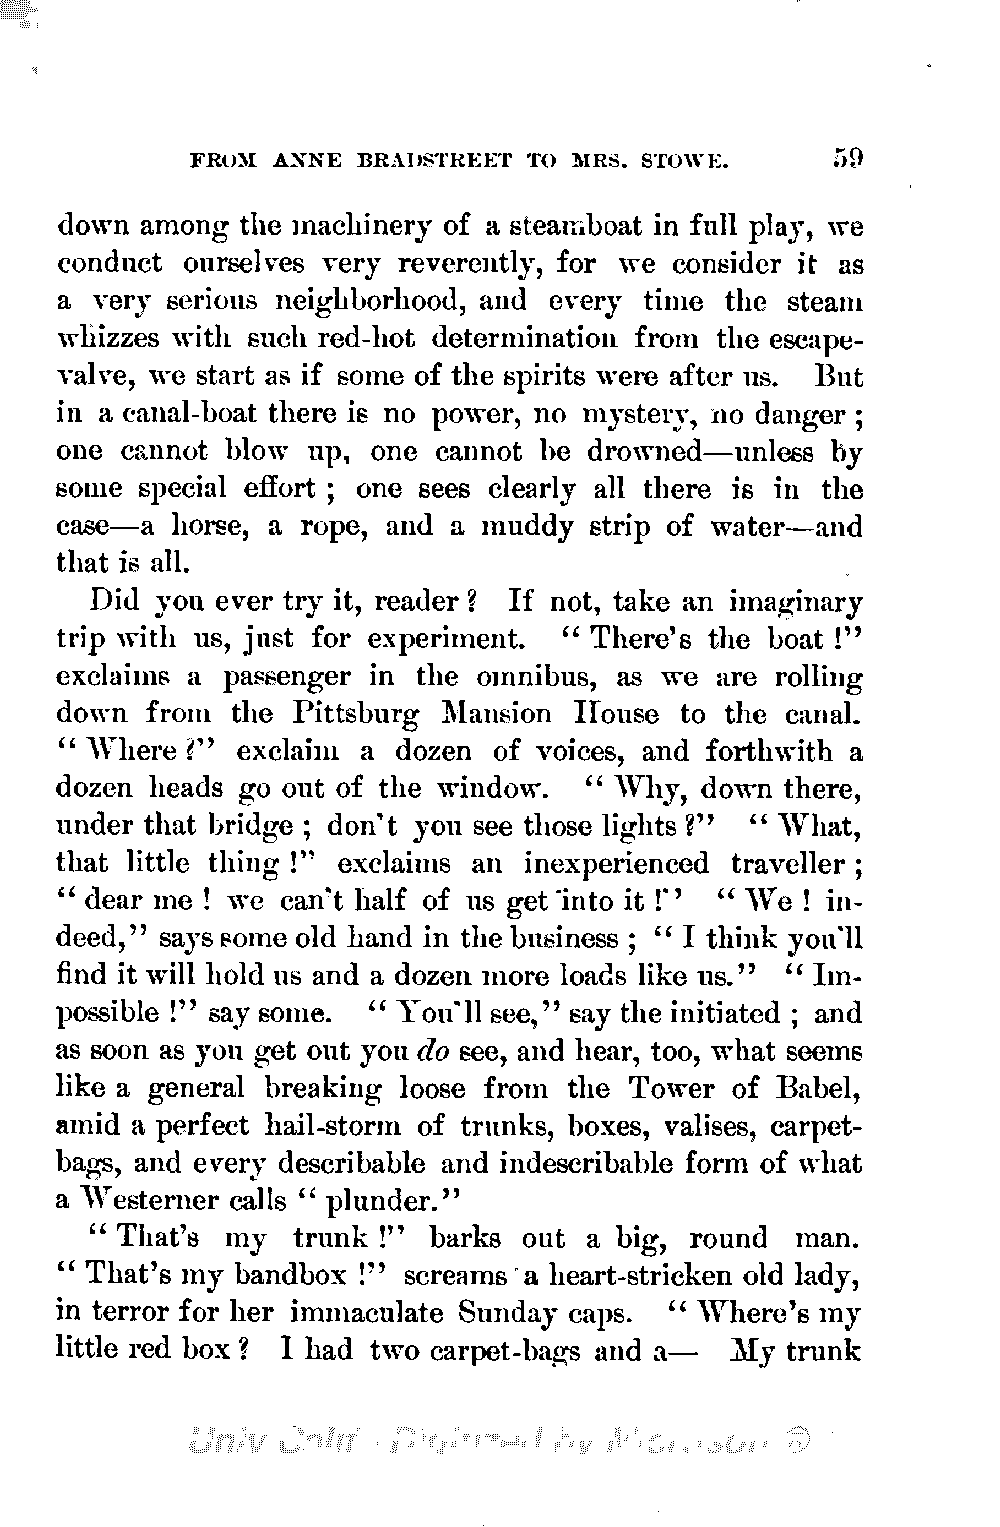 FROM ANNE BRADSTREET TO MRS. STOWE. 59
down among the machinery of a steamboat in full play, we
conduct ourselves very reverently, for we consider it as
a very serious neighborhood, and every time the steam
whizzes with such red-hot determination from the escape-
valve, we start as if some of the spirits were after us. But
in a canal-boat there is no power, no mystery, no danger ;
one cannot blow up, one cannot be drowned—unless by
some special effort ; one sees clearly all there is in the
case—a horse, a rope, and a muddy strip of water—and
that is all.
Did you ever try it, reader ? If not, take an imaginary
trip with us, just for experiment. “ There’s the boat !”
exclaims a passenger in the omnibus, as we are rolling
down from the Pittsburg Mansion House to the canal.
“ Where ?” exclaim a dozen of voices, and forthwith a
dozen heads go out of the window. “ Why, down there,
under that bridge ; don’t you see those lights ?” “ What,
that little thing !” exclaims an inexperienced traveller ;
“ dear me ! we can’t half of us get into it !” “ We ! in-
deed,” says some old hand in the business ; “ I think you’ll
find it will hold us and a dozen more loads like us.” “ Im-
possible !” say some. “ You’ll see,” say the initiated ; and
as soon as you get out you do see, and hear, too, what seems
like a general breaking loose from the Tower of Babel,
amid a perfect hail-storm of trunks, boxes, valises, carpet-
bags, and every describable and indescribable form of what
a Westerner calls “ plunder.”
“ That’s my trunk !” barks out a big, round man.
“ That’s my bandbox !” screams a heart-stricken old lady,
in terror for her immaculate Sunday caps. “ Where’s my
little red box ? I had two carpet-bags and a— My trunk
Univ Calif - Digitized by Microsoft ®